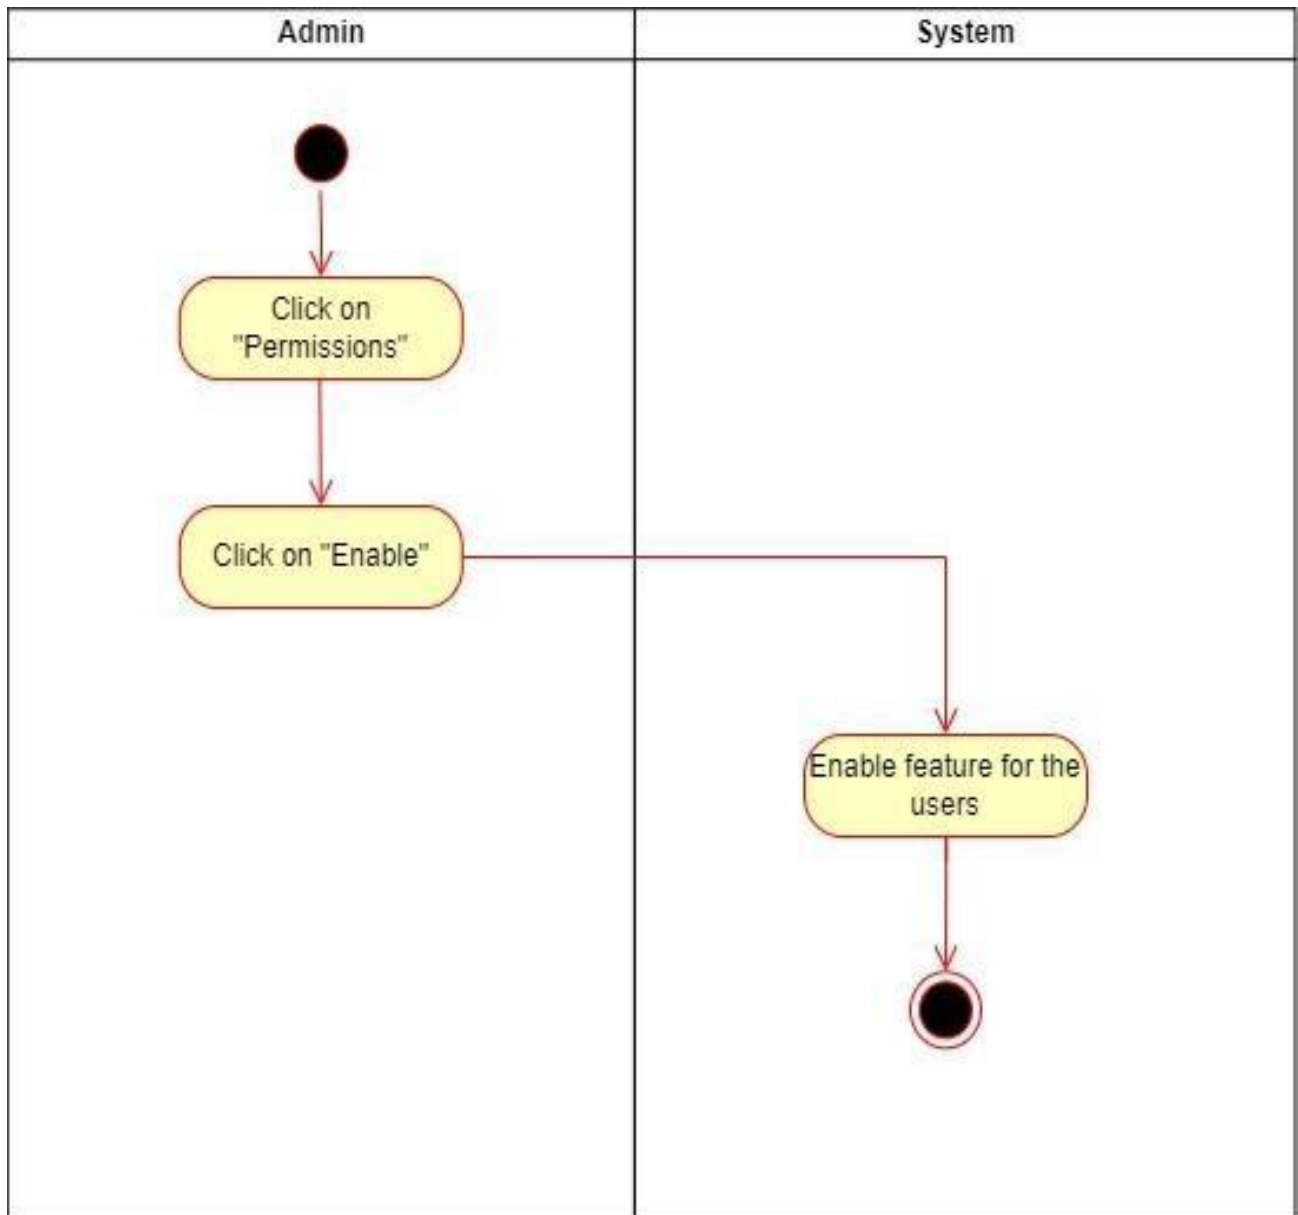 Admin
System
Click on
"Permissions"
Click on "Enable"
Enable feature for the
users